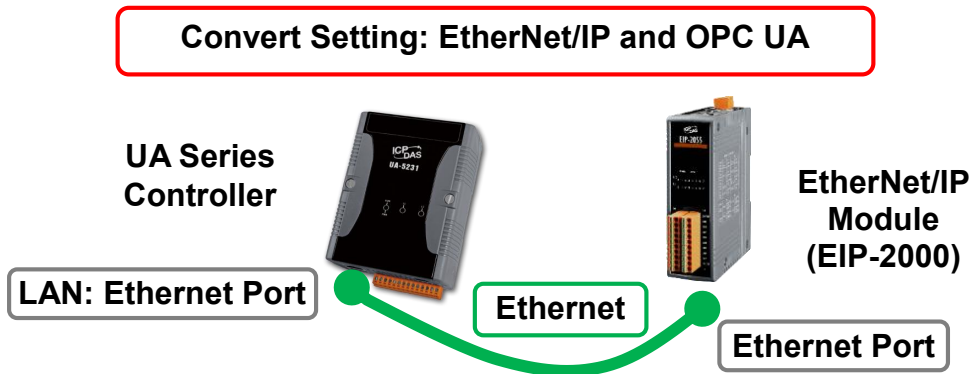 Convert Setting: EtherNet/IP and OPC UA
UA Series
Controller
ICP DAS
UA-5231
EIP-2055
EtherNet/IP
Module
(EIP-2000)
LAN: Ethernet Port
Ethernet
Ethernet Port